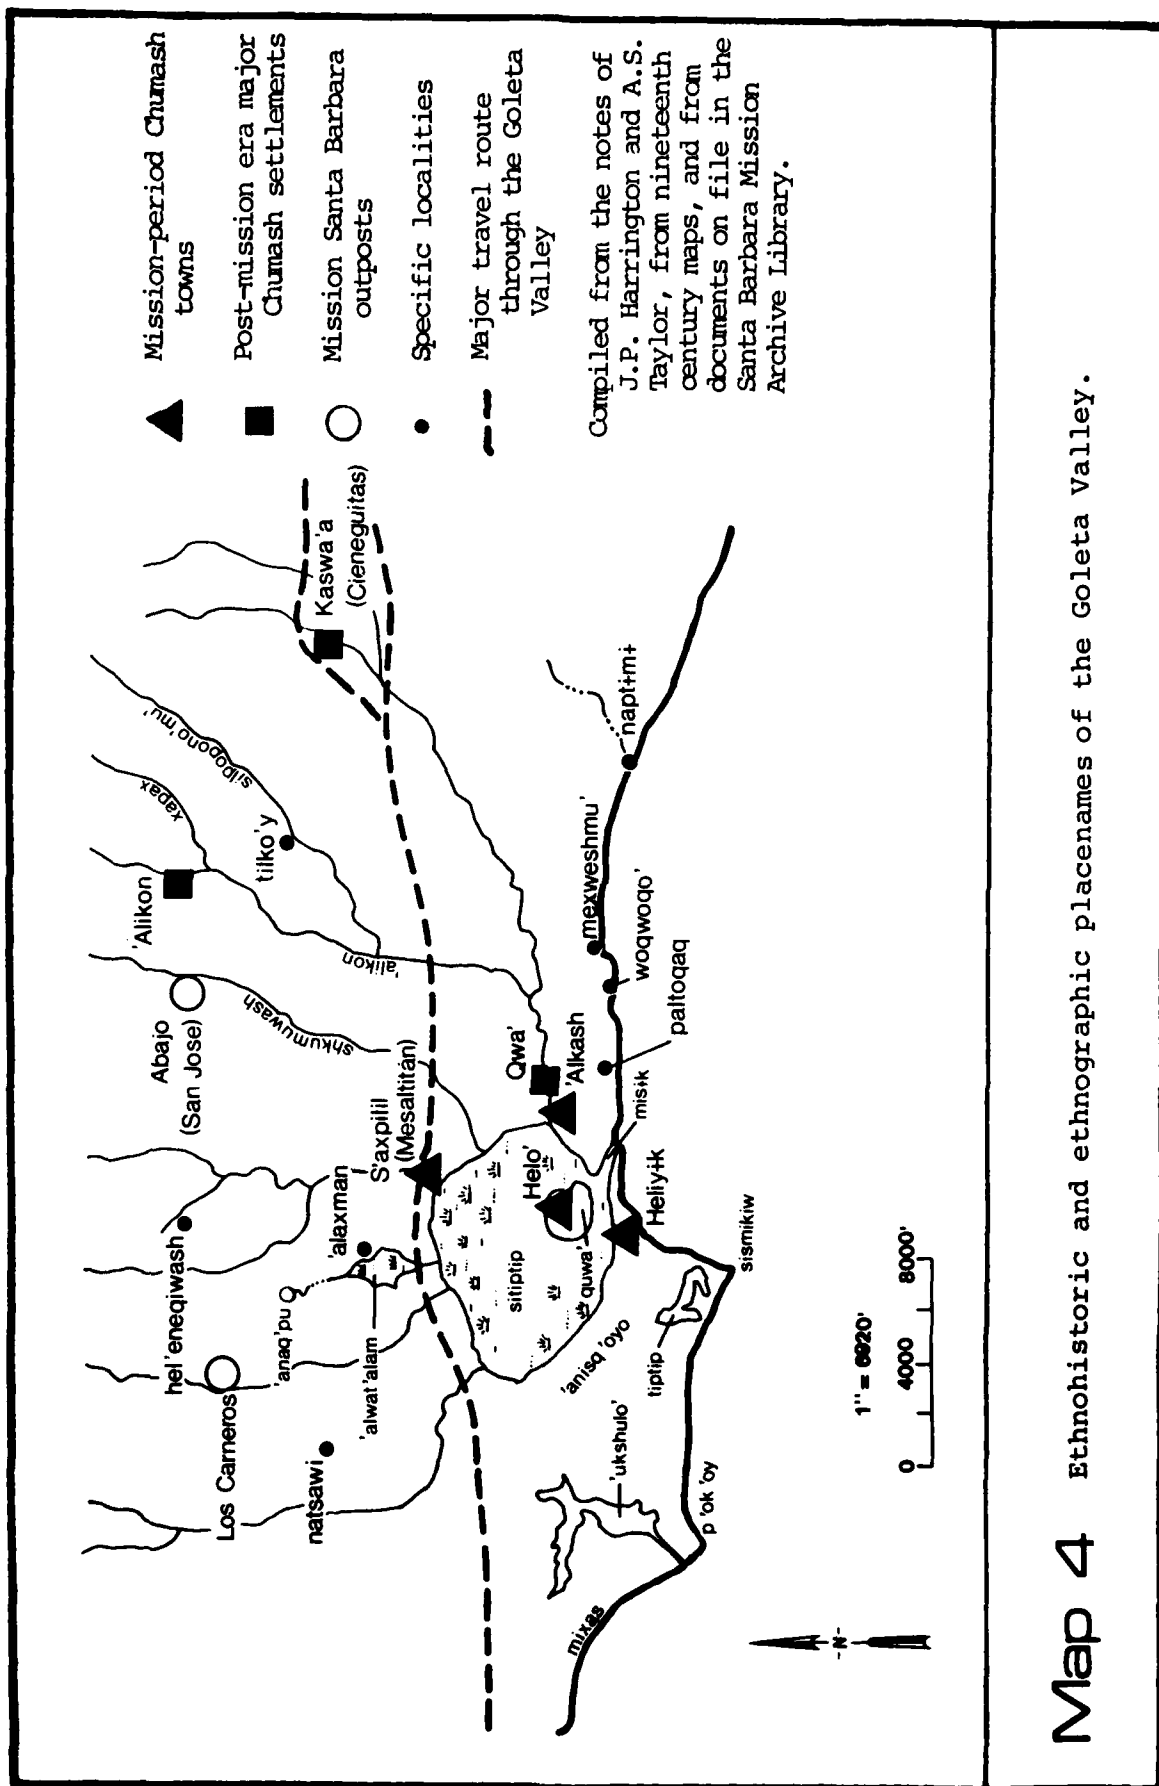 Mission-period Chumash
towns
Post-mission era major
Chumash settlements
Mission Santa Barbara
outposts
Specific localities
Major travel route
through the Goleta
Valley
Compiled from the notes of
J.P. Harrington and A.S.
Taylor, from nineteenth
century maps, and from
documents on file in the
Santa Barbara Mission
Archive Library.
Los Carneros
hel'eneqiwash
Abajo
(San Jose)
'Alikon
xapax
silpopono'mu'
tilko'y
natsawi
'anaq'pu
'alwat'alam
'alaxman
S'axpilil
(Mesaltitán)
shkumuwash
'alikon
Kaswa'a
(Cieneguitas)
sitiptip
Helo'
quwa'
Qwa'
'Alkash
Heliy+k
mis+k
paltoqaq
woqwoqo'
mexweshmu'
napt+m+
'anisq'oyo
tiptip
sismikiw
'ukshulo'
p'ok'oy
mixas
-N-
1" = 6920'
0 4000 8000'
Map 4 Ethnohistoric and ethnographic placenames of the Goleta Valley.